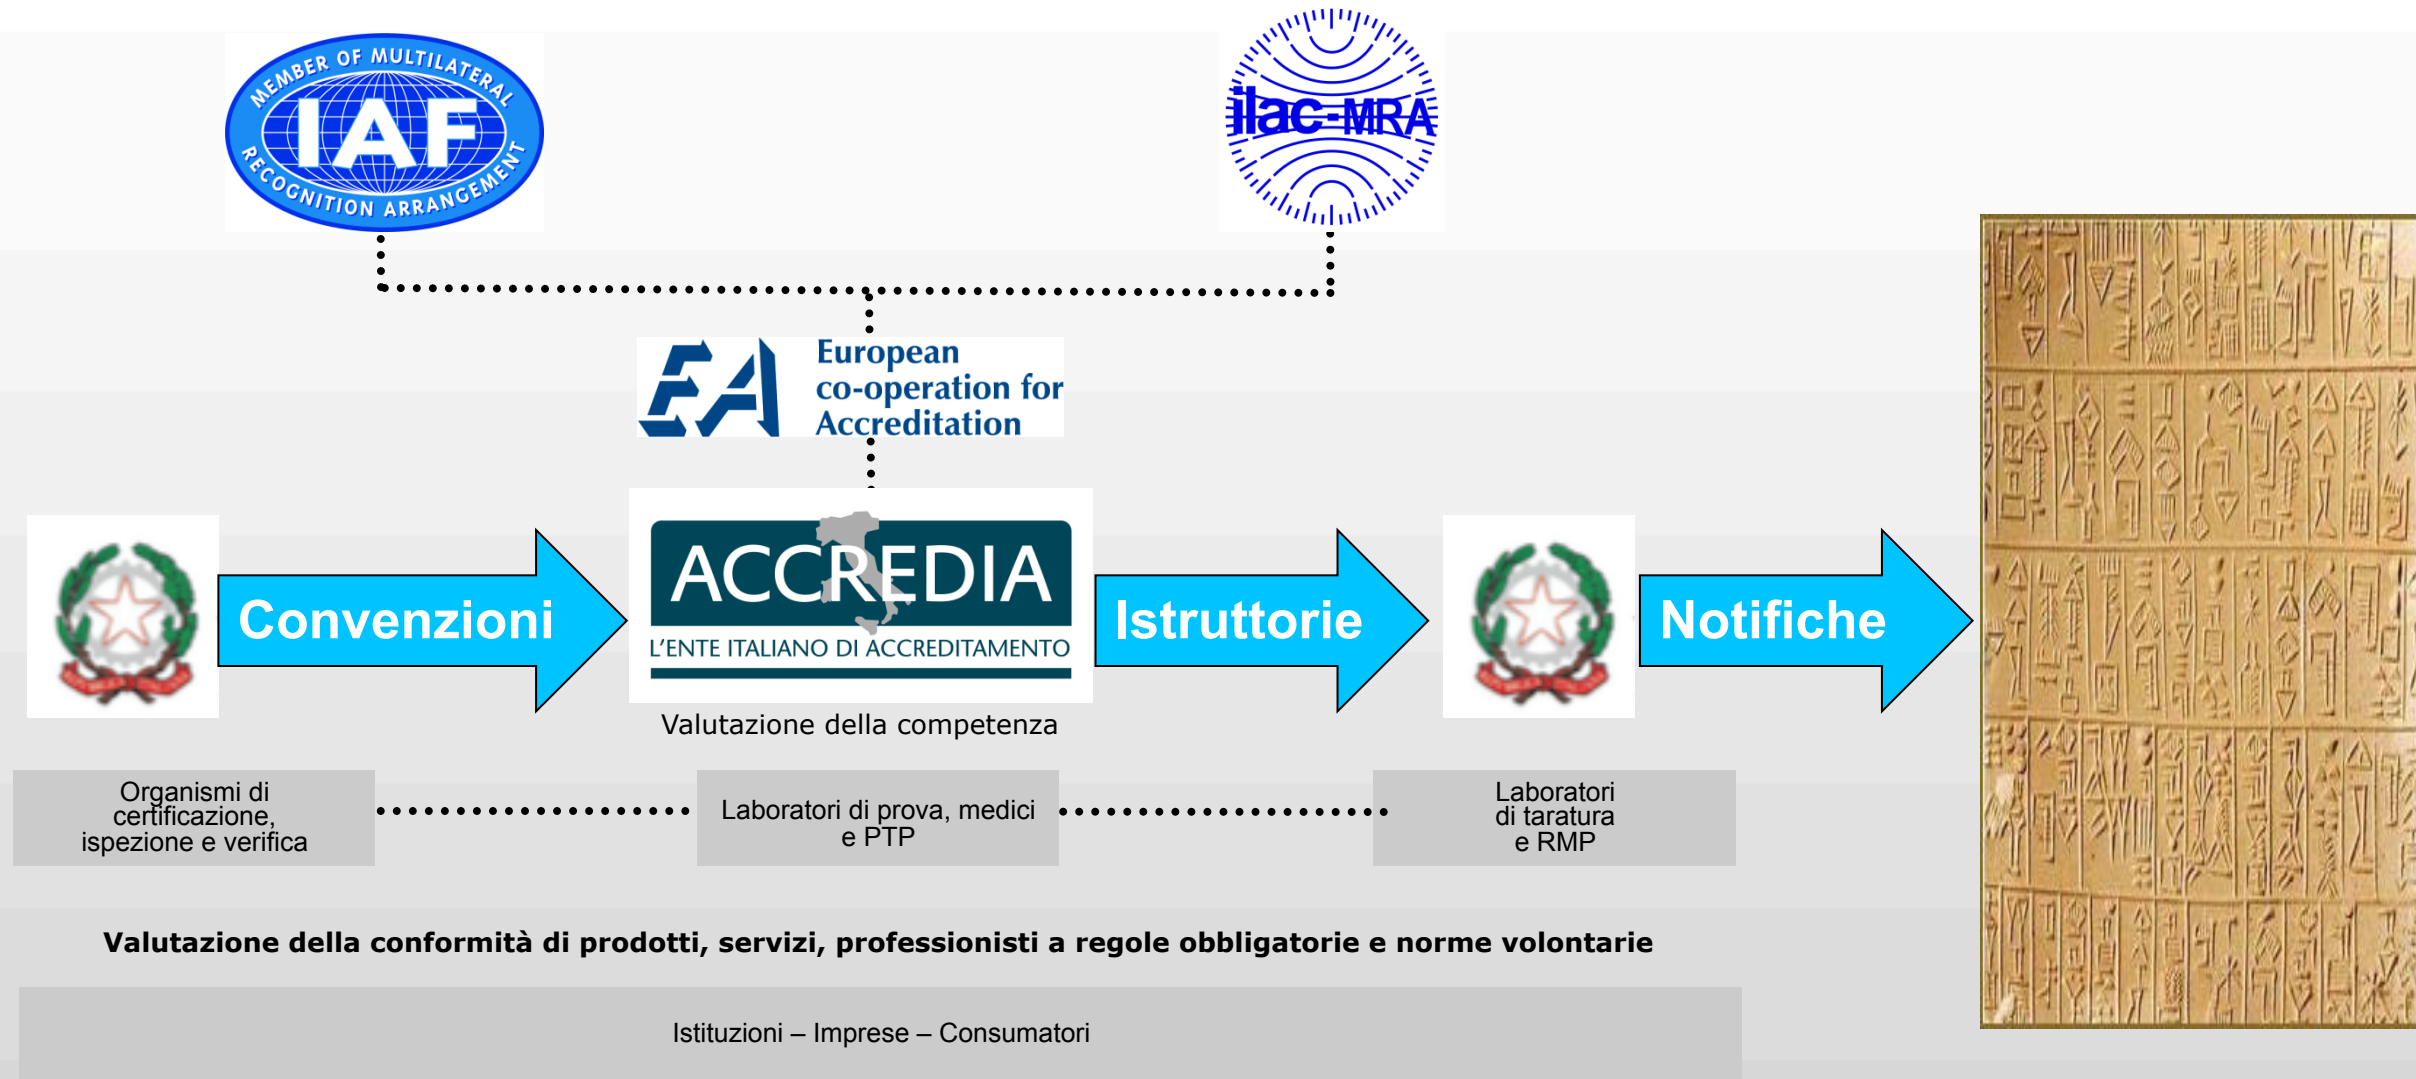 MEMBER OF MULTILATERAL
IAF
RECOGNITION ARRANGEMENT
ilac-MRA
EA
European
co-operation for
Accreditation
Convenzioni
ACCREDIA
L'ENTE ITALIANO DI ACCREDITAMENTO
Istruttorie
Notifiche
Valutazione della competenza
Organismi di
certificazione,
ispezione e verifica
Laboratori di prova, medici
e PTP
Laboratori
di taratura
e RMP
Valutazione della conformità di prodotti, servizi, professionisti a regole obbligatorie e norme volontarie
Istituzioni – Imprese – Consumatori